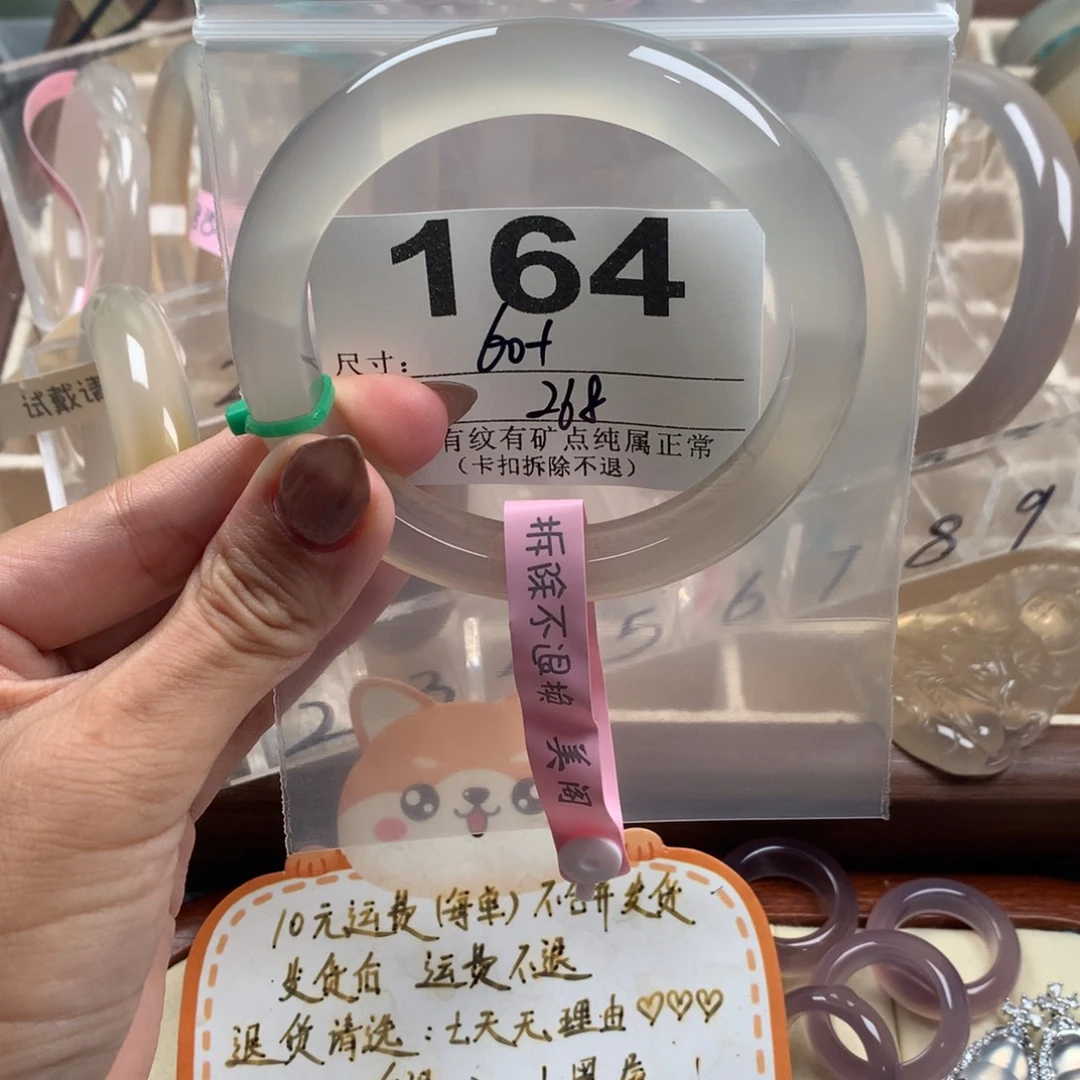 164
尺寸： 60+
268
有纹有矿点纯属正常
（卡扣拆除不退）
试戴请
拆除不退换 美阁
2
3
5
6
7
8
9
10元运费(每单)不合并发货
发货后 运费不退
退货请选：七天无理由♡♡♡